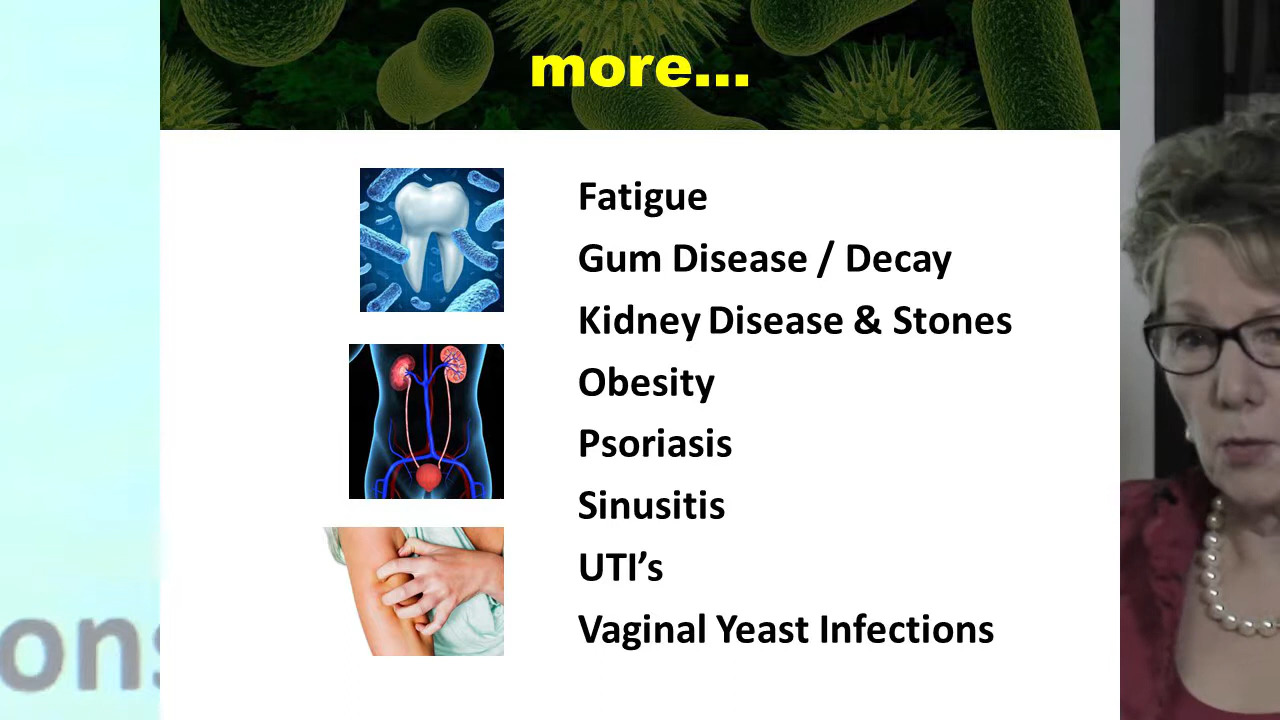 more...
Fatigue
Gum Disease / Decay
Kidney Disease & Stones
Obesity
Psoriasis
Sinusitis
UTI’s
Vaginal Yeast Infections